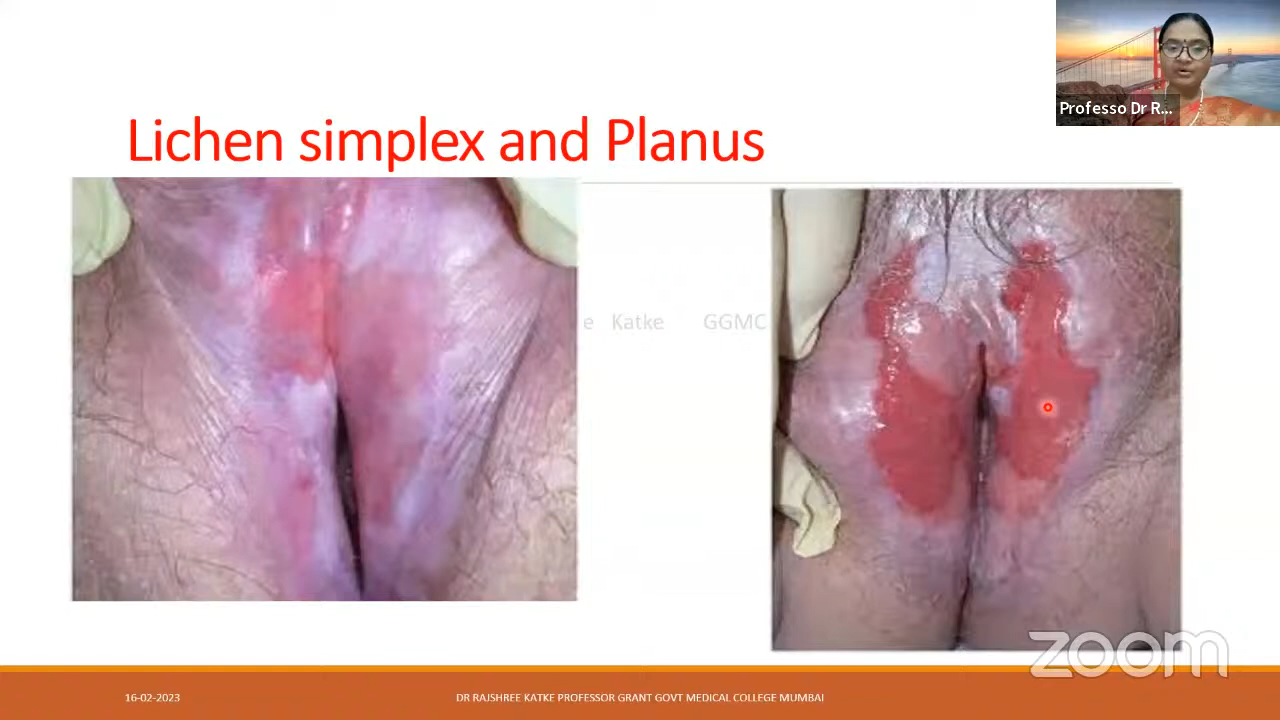 Professo Dr R...
Lichen simplex and Planus
e Katke GGMC
zoom
16-02-2023
DR RAJSHREE KATKE PROFESSOR GRANT GOVT MEDICAL COLLEGE MUMBAI